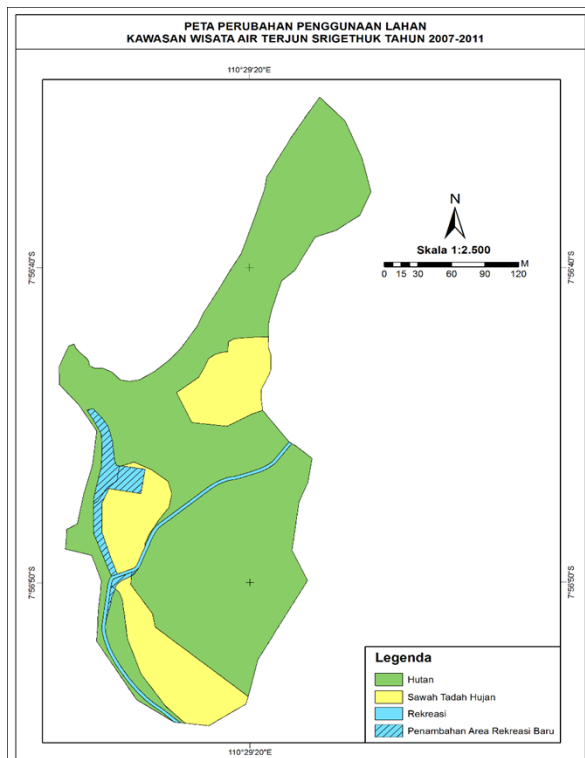 PETA PERUBAHAN PENGGUNAAN LAHAN
KAWASAN WISATA AIR TERJUN SRIGETHUK TAHUN 2007-2011
110°29'20"E
N
Skala 1:2.500
M
0 15 30 60 90 120
7°56'40"S
7°56'40"S
7°56'50"S
7°56'50"S
Legenda
Hutan
Sawah Tadah Hujan
Rekreasi
Penambahan Area Rekreasi Baru
110°29'20"E